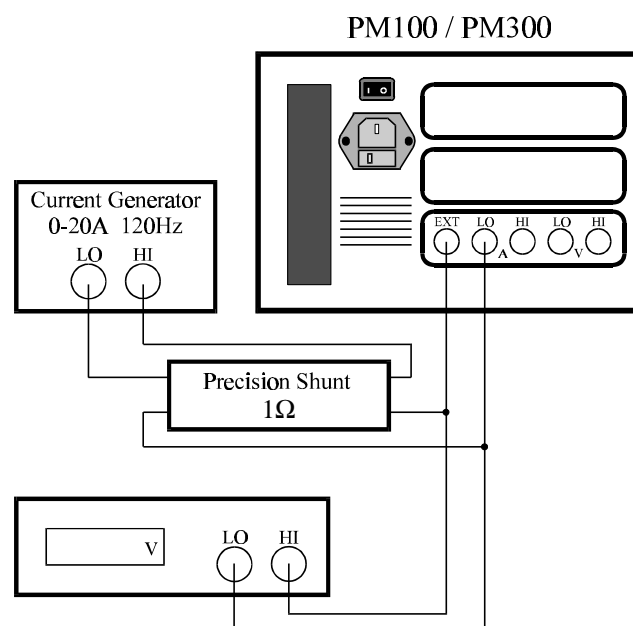 PM100 / PM300
I O
EXT LO HI LO HI
A V
Current Generator
0-20A 120Hz
LO HI
Precision Shunt
1Ω
V
LO HI